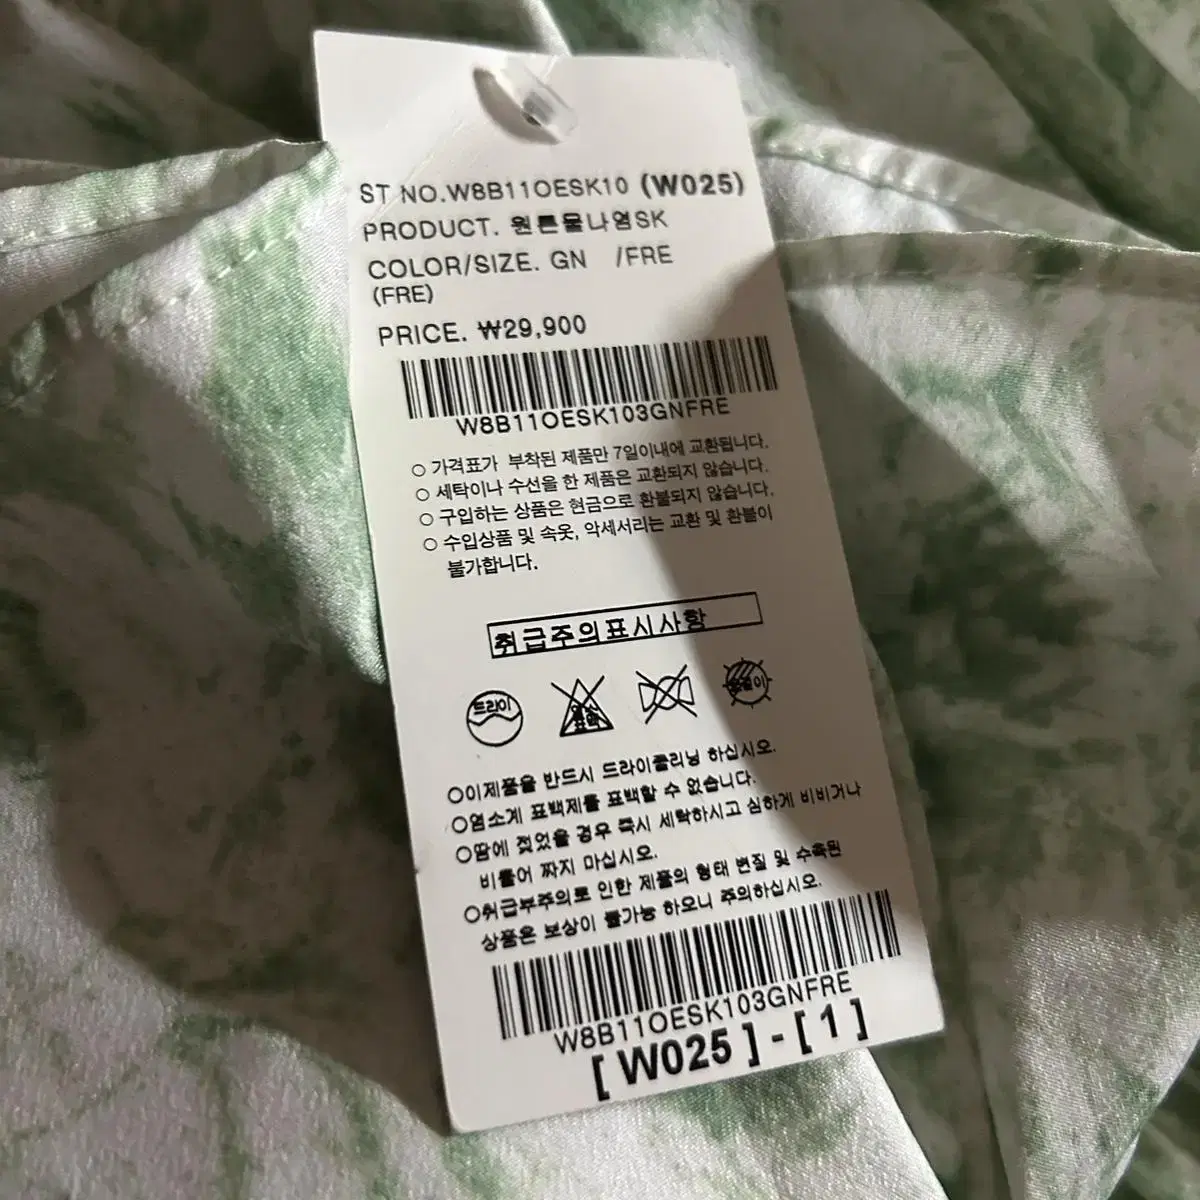 ST NO.W8B11OESK10 (W025)
PRODUCT. 원튼물나염SK
COLOR/SIZE. GN /FRE
(FRE)
PRICE. ₩29,900
W8B11OESK103GNFRE
○ 가격표가 부착된 제품만 7일이내에 교환됩니다.
○ 세탁이나 수선을 한 제품은 교환되지 않습니다.
○ 구입하는 상품은 현금으로 환불되지 않습니다.
○ 수입상품 및 속옷, 악세서리는 교환 및 환불이
불가합니다.
취급주의표시사항
드라이 염소 표백 옷걸이
○이제품을 반드시 드라이클리닝 하십시오.
○염소계 표백제를 표백할 수 없습니다.
○땀에 젖었을 경우 즉시 세탁하시고 심하게 비비거나
비틀어 짜지 마십시오.
○취급부주의로 인한 제품의 형태 변질 및 수축된
상품은 보상이 불가능 하오니 주의하십시오.
W8B11OESK103GNFRE
[ W025 ] - [ 1 ]